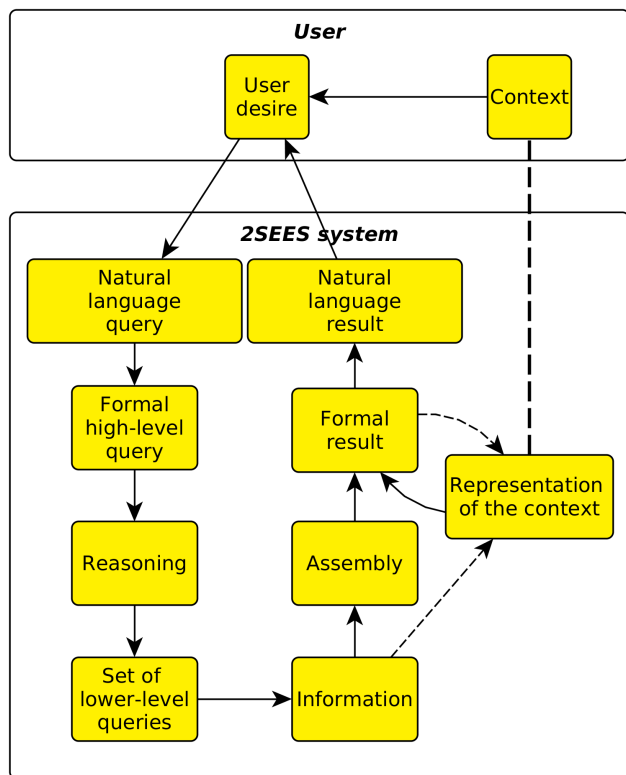 User
User
desire
Context
2SEES system
Natural
language
query
Natural
language
result
Formal
high-level
query
Formal
result
Representation
of the context
Reasoning
Assembly
Set of
lower-level
queries
Information